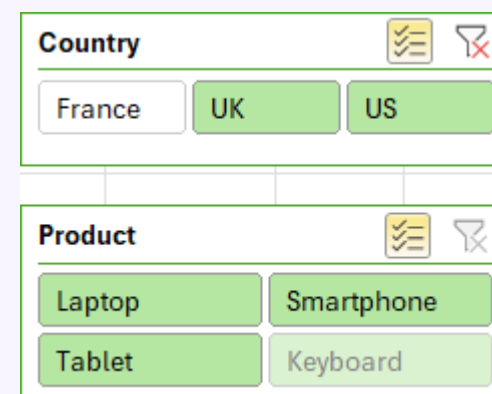 Country
France UK US
Product
Laptop Smartphone
Tablet Keyboard